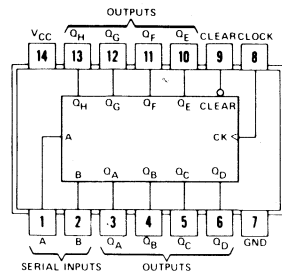 OUTPUTS
VCC QH QG QF QE CLEAR CLOCK
14 13 12 11 10 9 8
QH QG QF QE CLEAR
A CK
B QA QB QC QD
1 2 3 4 5 6 7
A B QA QB QC QD GND
SERIAL INPUTS OUTPUTS